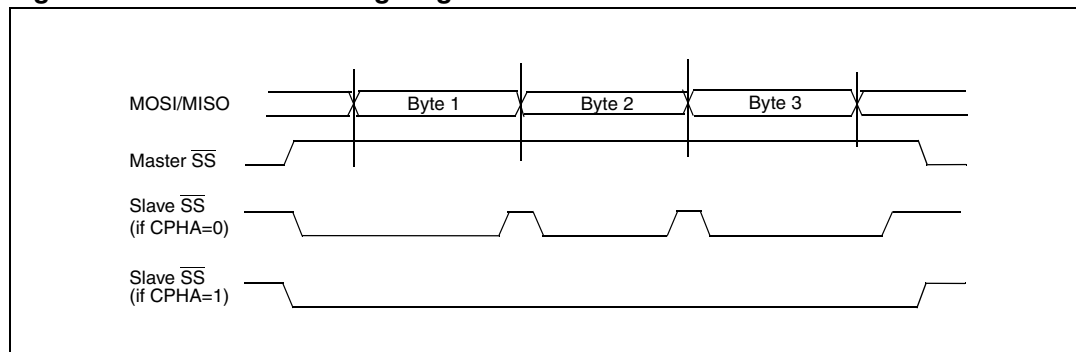 MOSI/MISO
Byte 1
Byte 2
Byte 3
Master SS
Slave SS
(if CPHA=0)
Slave SS
(if CPHA=1)